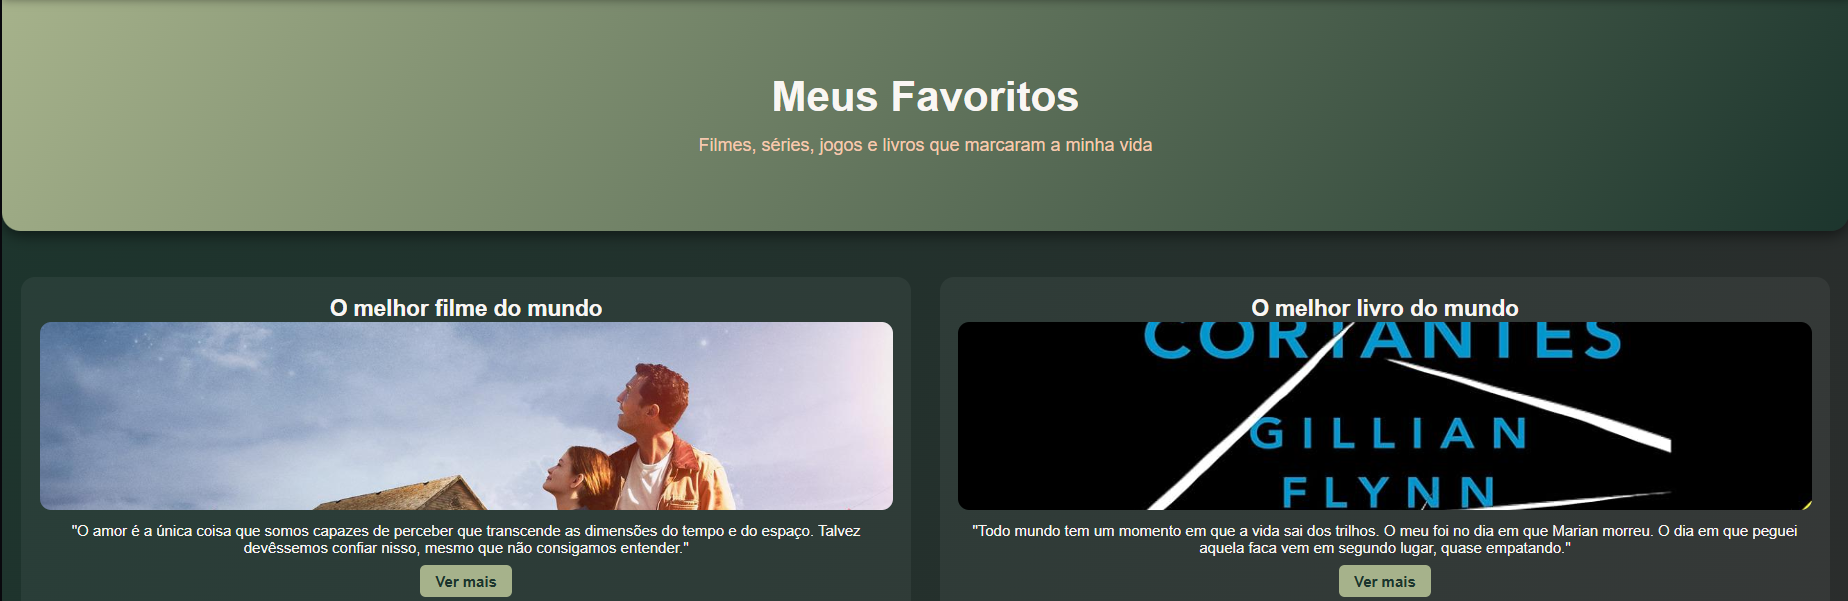 Meus Favoritos
Filmes, séries, jogos e livros que marcaram a minha vida
O melhor filme do mundo
"O amor é a única coisa que somos capazes de perceber que transcende as dimensões do tempo e do espaço. Talvez
devêssemos confiar nisso, mesmo que não consigamos entender."
Ver mais
O melhor livro do mundo
CORTANTES
GILLIAN
FLYNN
"Todo mundo tem um momento em que a vida sai dos trilhos. O meu foi no dia em que Marian morreu. O dia em que peguei
aquela faca vem em segundo lugar, quase empatando."
Ver mais